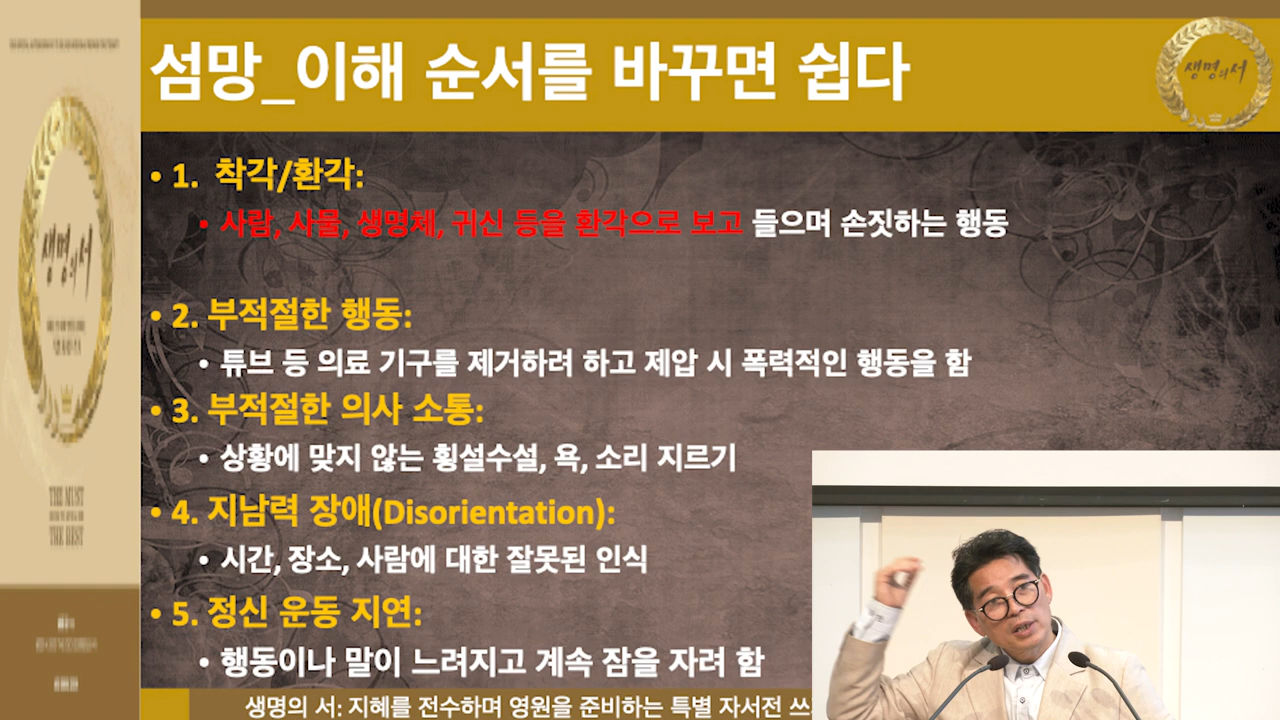 섬망_이해 순서를 바꾸면 쉽다
생명의서
• 1. 착각/환각:
• 사람, 사물, 생명체, 귀신 등을 환각으로 보고 들으며 손짓하는 행동
• 2. 부적절한 행동:
• 튜브 등 의료 기구를 제거하려 하고 제압 시 폭력적인 행동을 함
• 3. 부적절한 의사 소통:
• 상황에 맞지 않는 횡설수설, 욕, 소리 지르기
• 4. 지남력 장애(Disorientation):
• 시간, 장소, 사람에 대한 잘못된 인식
• 5. 정신 운동 지연:
• 행동이나 말이 느려지고 계속 잠을 자려 함
생명의 서: 지혜를 전수하며 영원을 준비하는 특별 자서전 쓰
생명의서
THE BEST